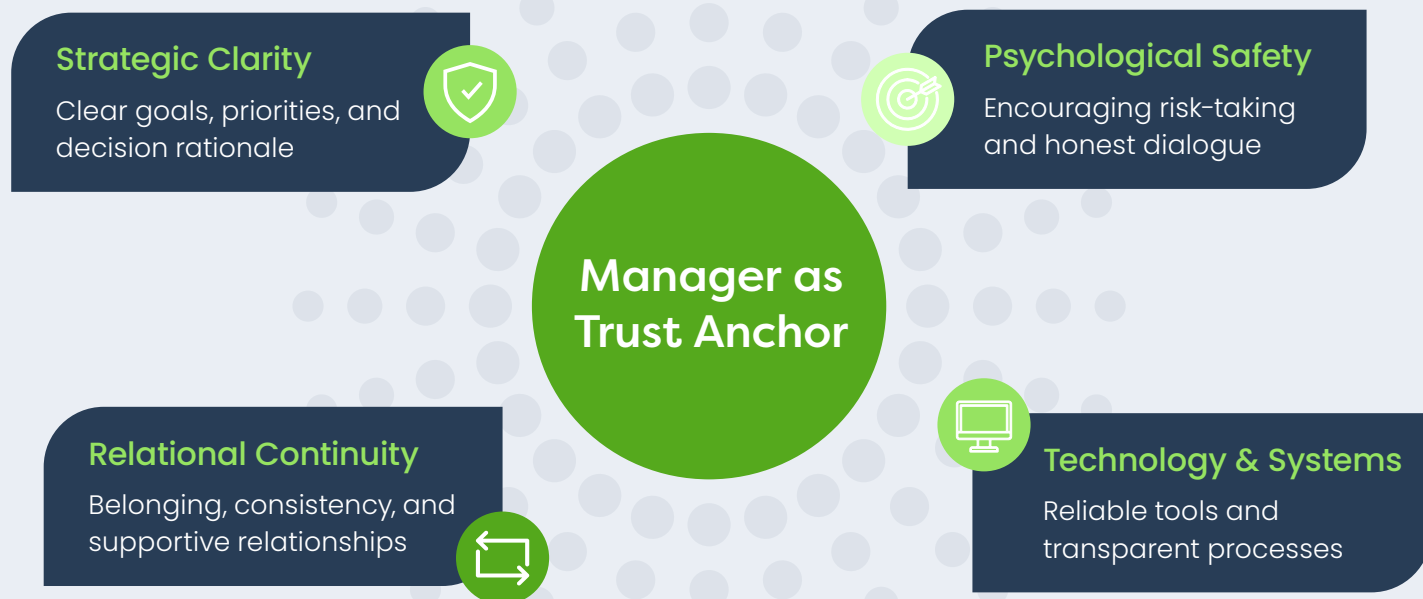 Strategic Clarity
Clear goals, priorities, and
decision rationale
Psychological Safety
Encouraging risk-taking
and honest dialogue
Manager as
Trust Anchor
Relational Continuity
Belonging, consistency, and
supportive relationships
Technology & Systems
Reliable tools and
transparent processes